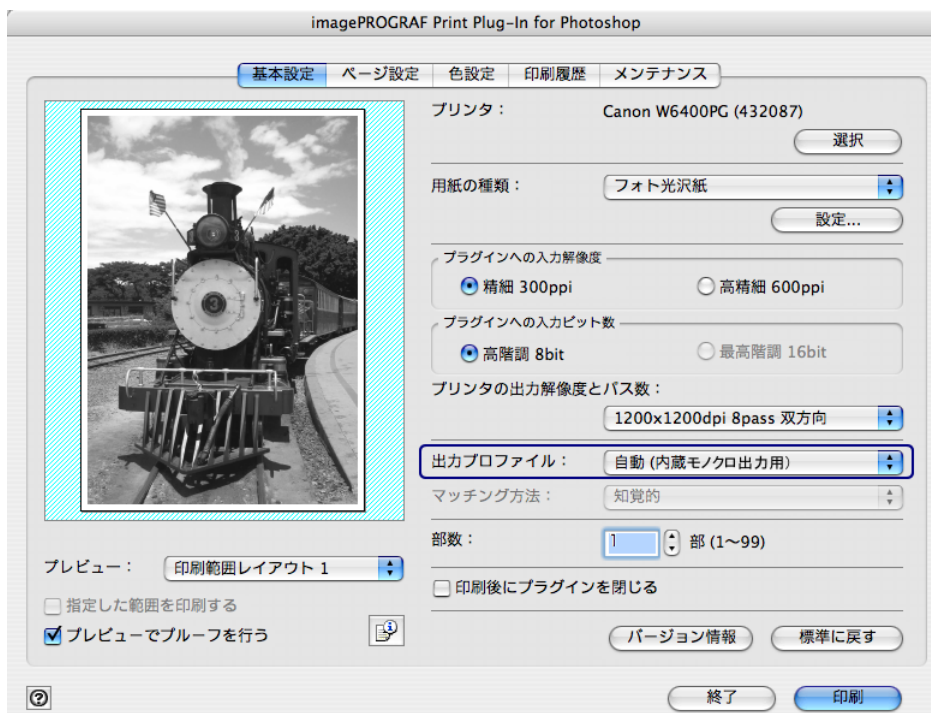 imagePROGRAF Print Plug-In for Photoshop
基本設定 ページ設定 色設定 印刷履歴 メンテナンス
プリンタ： Canon W6400PG (432087)
選択
用紙の種類： フォト光沢紙
設定...
プラグインへの入力解像度
精細 300ppi 高精細 600ppi
プラグインへの入力ビット数
高階調 8bit 最高階調 16bit
プリンタの出力解像度とパス数：
1200x1200dpi 8pass 双方向
出力プロファイル： 自動 (内蔵モノクロ出力用)
マッチング方法： 知覚的
部数： 1 部 (1〜99)
プレビュー： 印刷範囲レイアウト 1
印刷後にプラグインを閉じる
指定した範囲を印刷する
プレビューでプルーフを行う
バージョン情報 標準に戻す
終了 印刷
3